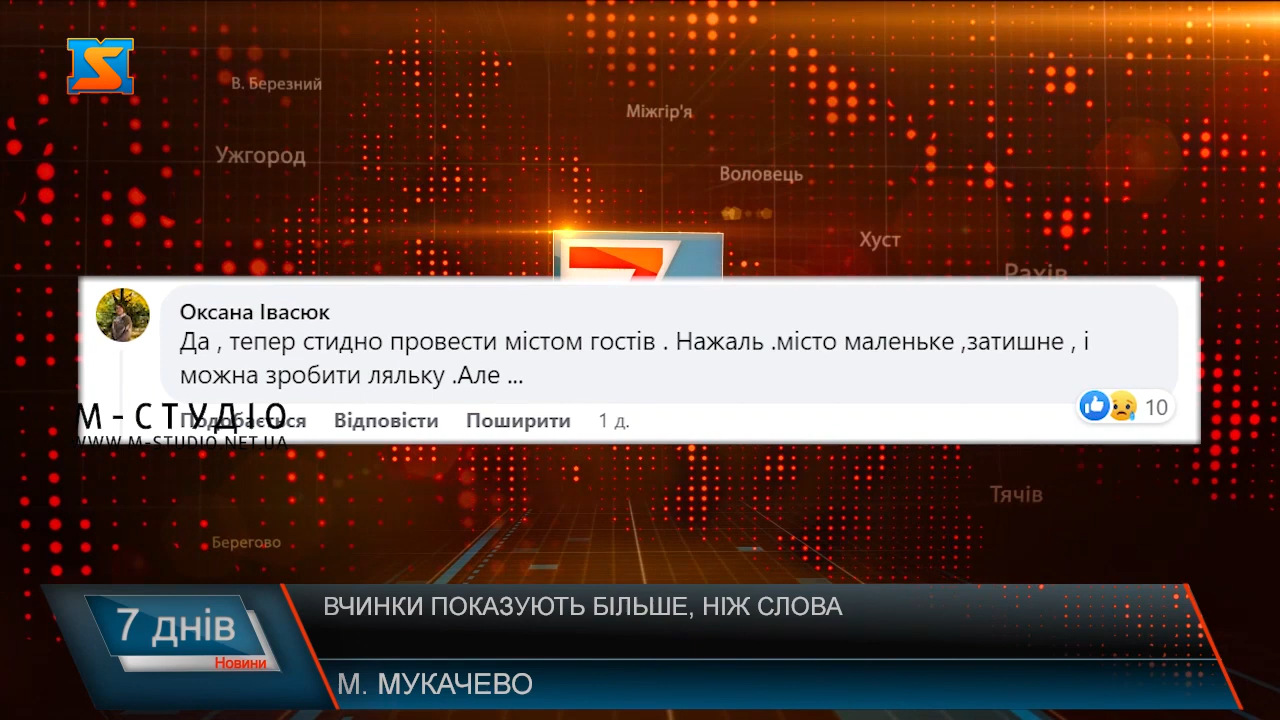 В. Березний
Міжгір'я
Ужгород
Воловець
Хуст
Рахів
Оксана Івасюк
Да , тепер стидно провести містом гостів . Нажаль .місто маленьке ,затишне , і
можна зробити ляльку .Але ...
10
М-СТУДІО
Подобається Відповісти Поширити 1 д.
WWW.M-STUDIO.NET.UA
Тячів
Берегово
7 днів
Новини
ВЧИНКИ ПОКАЗУЮТЬ БІЛЬШЕ, НІЖ СЛОВА
М. МУКАЧЕВО